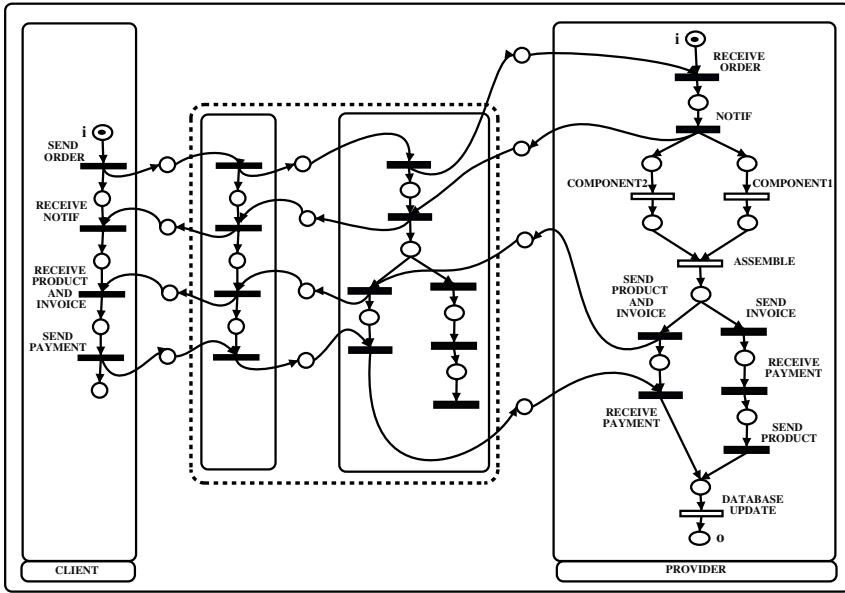 i
SEND
ORDER
RECEIVE
NOTIF
RECEIVE
PRODUCT
AND
INVOICE
SEND
PAYMENT
CLIENT
i
RECEIVE
ORDER
NOTIF
COMPONENT2
COMPONENT1
ASSEMBLE
SEND
PRODUCT
AND
INVOICE
SEND
INVOICE
RECEIVE
PAYMENT
RECEIVE
PAYMENT
SEND
PRODUCT
DATABASE
UPDATE
o
PROVIDER